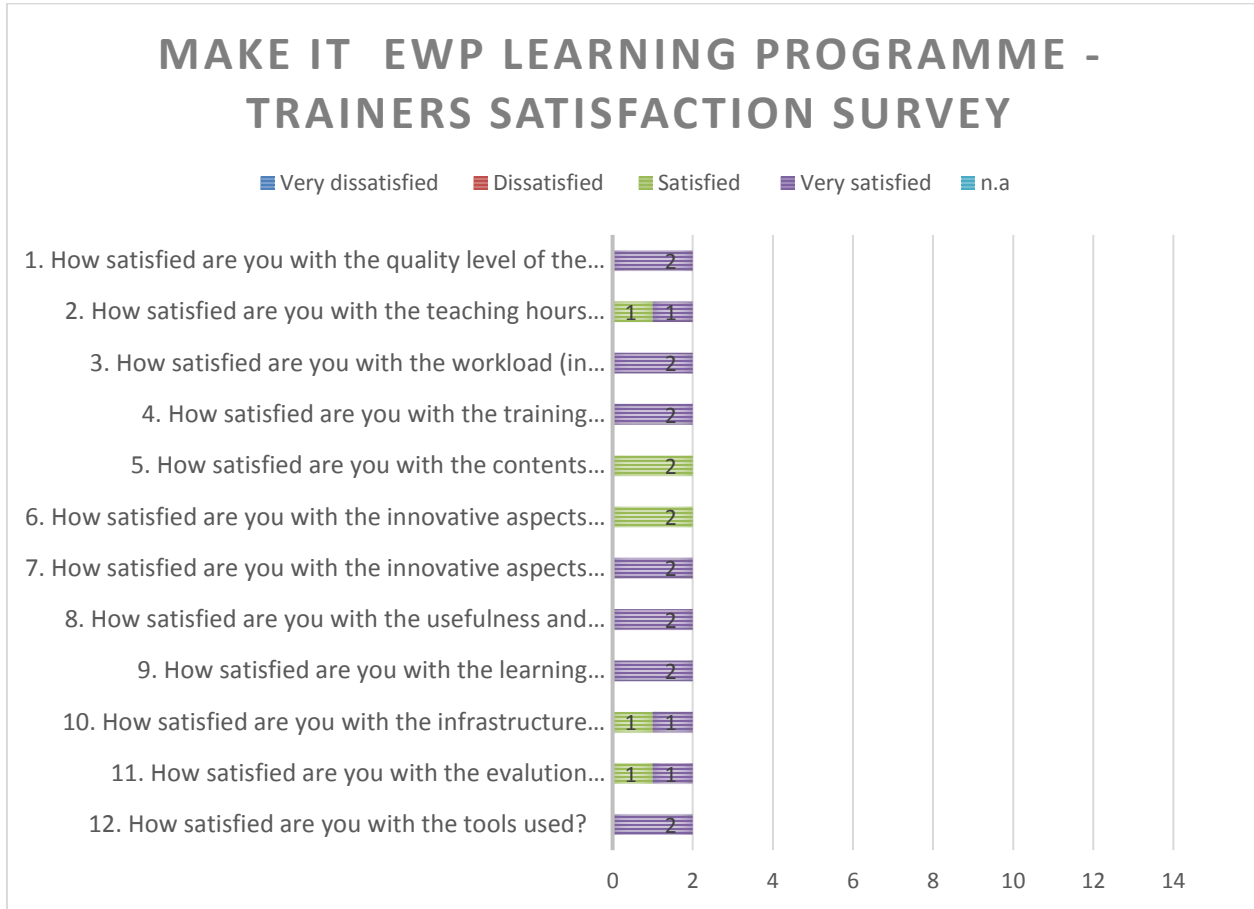 MAKE IT EWP LEARNING PROGRAMME -
TRAINERS SATISFACTION SURVEY
Very dissatisfied Dissatisfied Satisfied Very satisfied n.a
1. How satisfied are you with the quality level of the... 2
2. How satisfied are you with the teaching hours... 1 1
3. How satisfied are you with the workload (in... 2
4. How satisfied are you with the training... 2
5. How satisfied are you with the contents... 2
6. How satisfied are you with the innovative aspects... 2
7. How satisfied are you with the innovative aspects... 2
8. How satisfied are you with the usefulness and... 2
9. How satisfied are you with the learning... 2
10. How satisfied are you with the infrastructure... 1 1
11. How satisfied are you with the evalution... 1 1
12. How satisfied are you with the tools used? 2
0 2 4 6 8 10 12 14